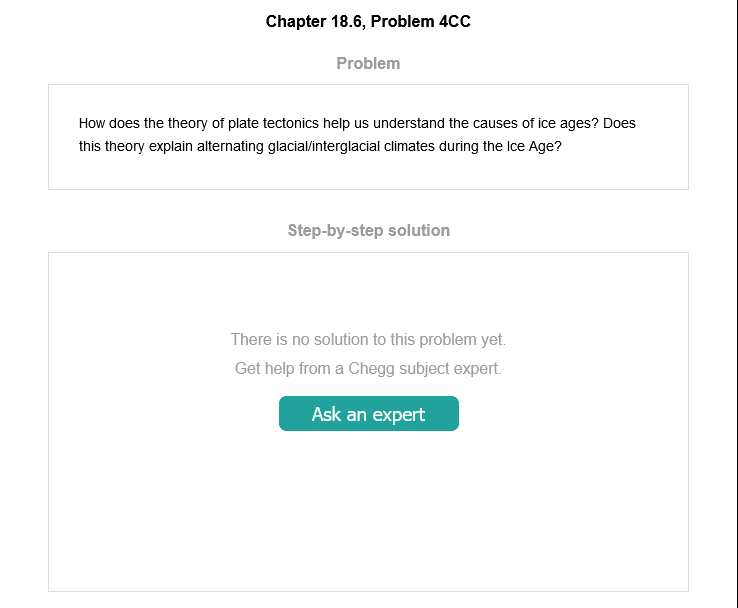 Chapter 18.6, Problem 4CC
Problem
How does the theory of plate tectonics help us understand the causes of ice ages? Does
this theory explain alternating glacial/interglacial climates during the Ice Age?
Step-by-step solution
There is no solution to this problem yet.
Get help from a Chegg subject expert.
Ask an expert